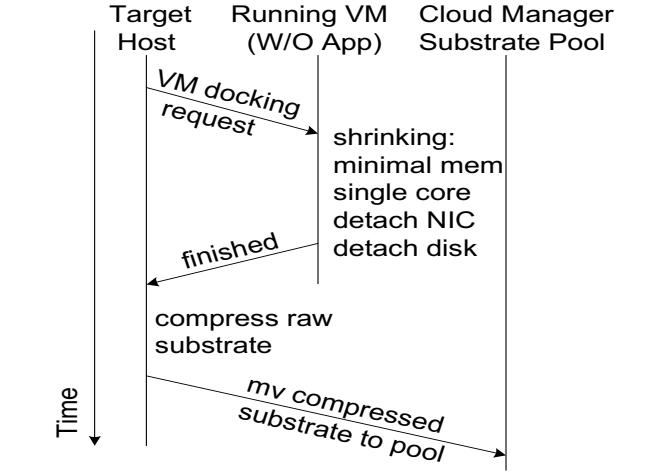 Target
Host
Running VM
(W/O App)
Cloud Manager
Substrate Pool
VM docking
request
shrinking:
minimal mem
single core
detach NIC
detach disk
finished
compress raw
substrate
mv compressed
substrate to pool
Time